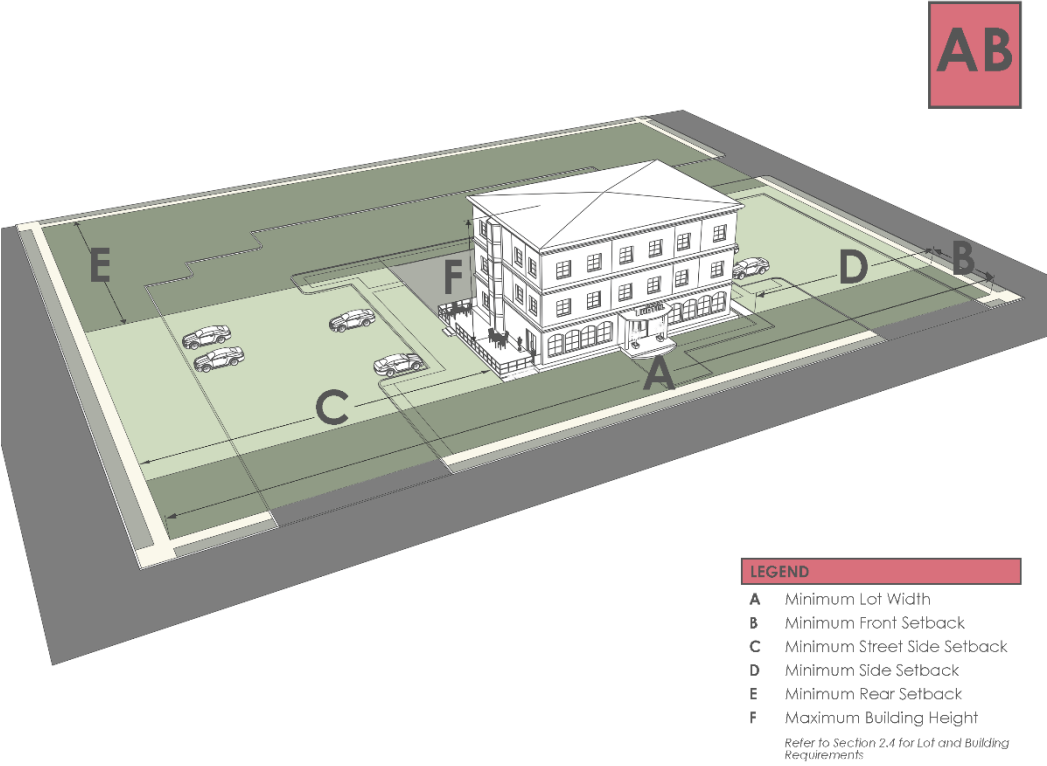 AB
E
F
D
B
A
C
LEGEND
A Minimum Lot Width
B Minimum Front Setback
C Minimum Street Side Setback
D Minimum Side Setback
E Minimum Rear Setback
F Maximum Building Height
Refer to Section 2.4 for Lot and Building
Requirements